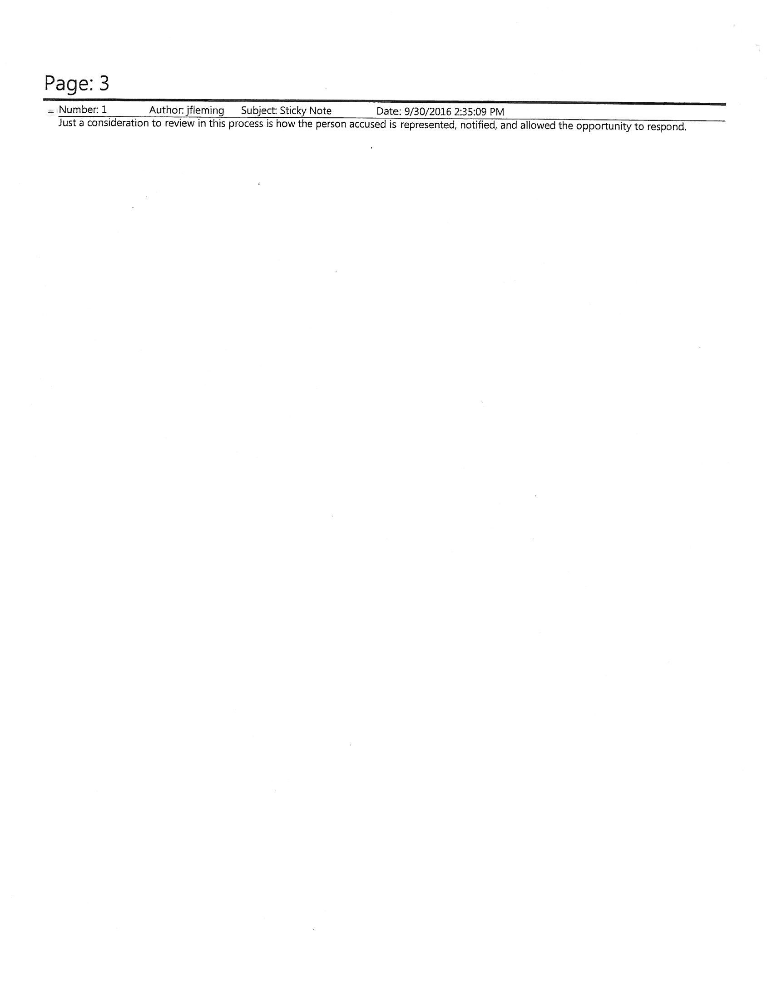 Page: 3
Number: 1 Author: jfleming Subject: Sticky Note Date: 9/30/2016 2:35:09 PM
Just a consideration to review in this process is how the person accused is represented, notified, and allowed the opportunity to respond.